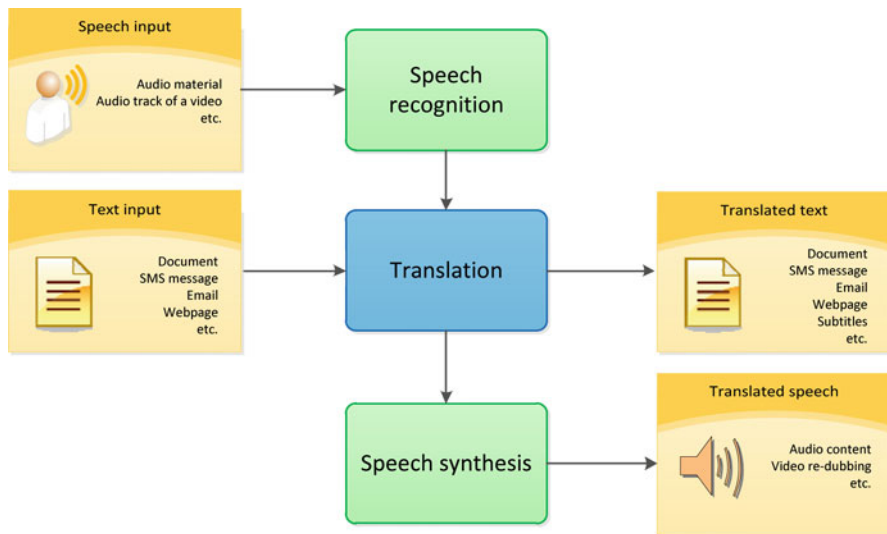 Speech input
Audio material
Audio track of a video
etc.
Speech
recognition
Text input
Document
SMS message
Email
Webpage
etc.
Translation
Translated text
Document
SMS message
Email
Webpage
Subtitles
etc.
Speech synthesis
Translated speech
Audio content
Video re-dubbing
etc.